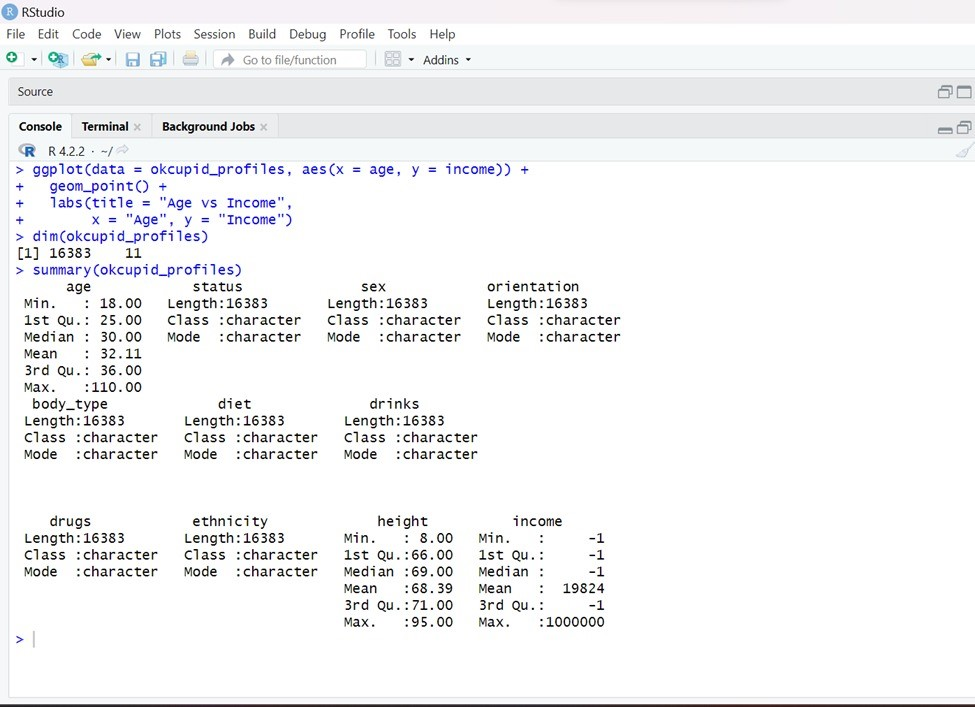 RStudio
File Edit Code View Plots Session Build Debug Profile Tools Help
Go to file/function Addins
Source
Console Terminal Background Jobs
R 4.2.2 · ~/
> ggplot(data = okcupid_profiles, aes(x = age, y = income)) +
+   geom_point() +
+   labs(title = "Age vs Income",
+        x = "Age", y = "Income")
> dim(okcupid_profiles)
[1] 16383    11
> summary(okcupid_profiles)
      age            status              sex            orientation
 Min.   : 18.00   Length:16383       Length:16383       Length:16383
 1st Qu.: 25.00   Class :character   Class :character   Class :character
 Median : 30.00   Mode  :character   Mode  :character   Mode  :character
 Mean   : 32.11
 3rd Qu.: 36.00
 Max.   :110.00
  body_type             diet              drinks
 Length:16383       Length:16383       Length:16383
 Class :character   Class :character   Class :character
 Mode  :character   Mode  :character   Mode  :character
    drugs            ethnicity             height          income
 Length:16383       Length:16383       Min.   : 8.00   Min.   :     -1
 Class :character   Class :character   1st Qu.:66.00   1st Qu.:     -1
 Mode  :character   Mode  :character   Median :69.00   Median :     -1
                                       Mean   :68.39   Mean   :  19824
                                       3rd Qu.:71.00   3rd Qu.:     -1
                                       Max.   :95.00   Max.   :1000000
>